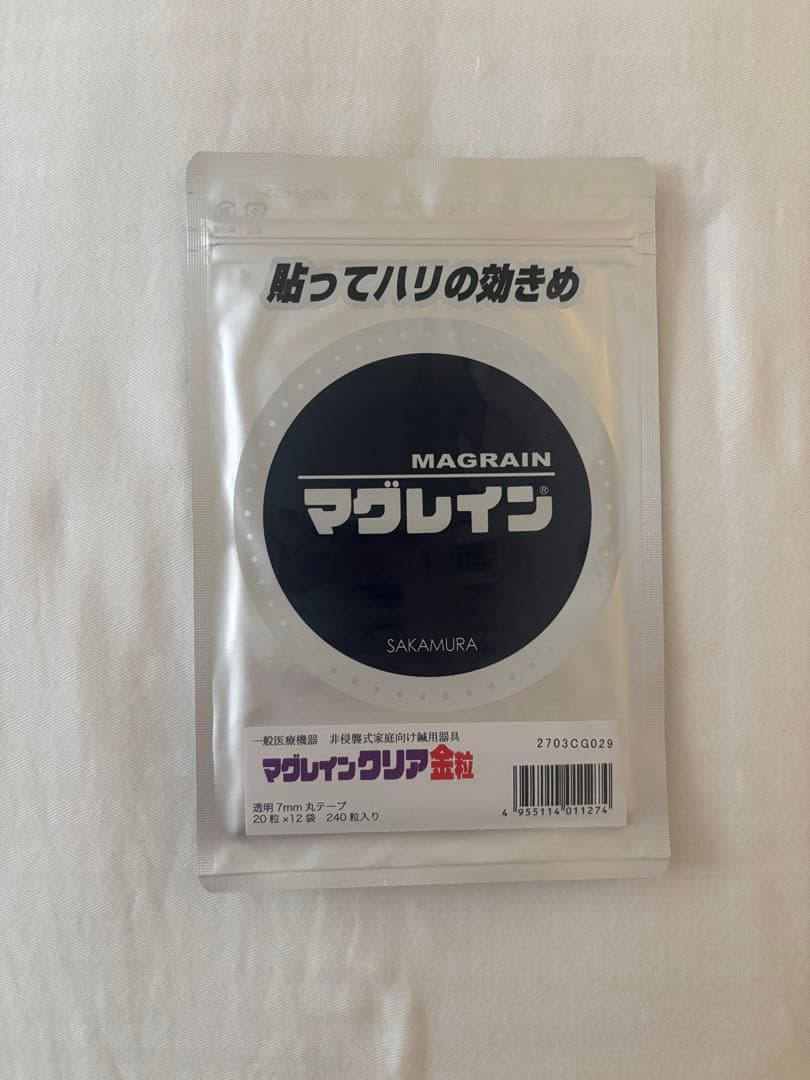 貼ってハリの効きめ
MAGRAIN
マグレイン®
SAKAMURA
一般医療機器　非侵襲式家庭向け鍼用器具
2703CG029
マグレインクリア金粒
透明 7mm 丸テープ
20粒×12袋　240粒入り
4 955114 011274